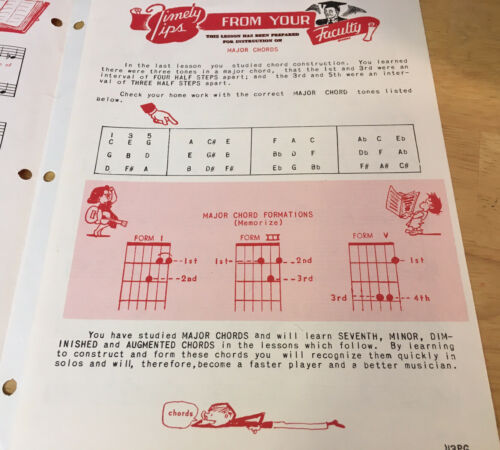 Timely Tips FROM YOUR Faculty
THIS LESSON HAS BEEN PREPARED
FOR INSTRUCTION ON
MAJOR CHORDS
In the last lesson you studied chord construction. You learned
there were three tones in a major chord, that the 1st and 3rd were an
interval of FOUR HALF STEPS apart; and the 3rd and 5th were an inter-
val of THREE HALF STEPS apart.
Check your home work with the correct MAJOR CHORD tones listed
below.
1 3 5
C E G A C# E F A C Ab C Eb
G B D E G# B Bb D F Db F Ab
D F# A B D# F# Eb G Bb F# A# C#
MAJOR CHORD FORMATIONS
(Memorize)
FORM I FORM III FORM V
1st 1st 2nd 1st
2nd 3rd
3rd 4th
You have studied MAJOR CHORDS and will learn SEVENTH, MINOR, DIM-
INISHED and AUGMENTED CHORDS in the lessons which follow. By learning
to construct and form these chords you will recognize them quickly in
solos and will, therefore, become a faster player and a better musician.
chords